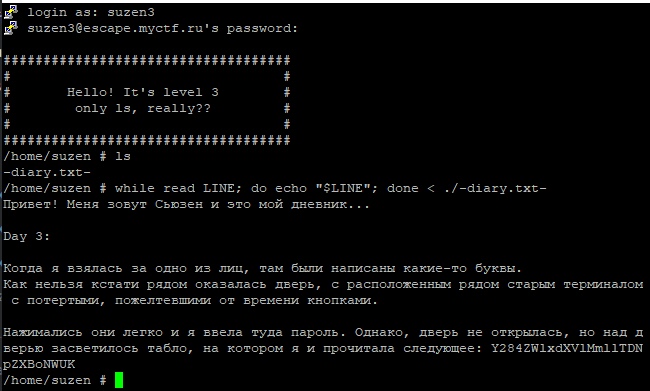 login as: suzen3
suzen3@escape.myctf.ru's password:
####################################
#                                  #
#       Hello! It's level 3        #
#        only ls, really??         #
#                                  #
####################################
/home/suzen # ls
-diary.txt-
/home/suzen # while read LINE; do echo "$LINE"; done < ./-diary.txt-
Привет! Меня зовут Сьюзен и это мой дневник...
Day 3:
Когда я взялась за одно из лиц, там были написаны какие-то буквы.
Как нельзя кстати рядом оказалась дверь, с расположенным рядом старым терминалом
 с потертыми, пожелтевшими от времени кнопками.
Нажимались они легко и я ввела туда пароль. Однако, дверь не открылась, но над д
верью засветилось табло, на котором я и прочитала следующее: Y284ZWlxdXVlMmllTDN
pZXBoNWUK
/home/suzen #